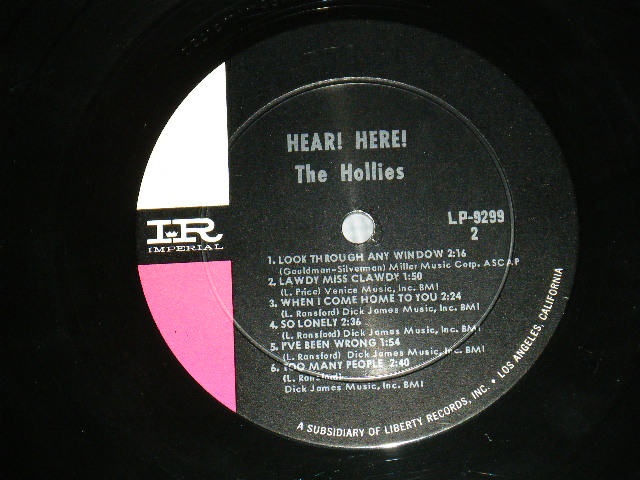 HEAR! HERE!
The Hollies
IR
IMPERIAL
LP-9299
2
1. LOOK THROUGH ANY WINDOW 2:16
(Gouldman-Silverman) Miller Music Corp. ASCAP
2. LAWDY MISS CLAWDY 1:50
(L. Price) Venice Music, Inc. BMI
3. WHEN I COME HOME TO YOU 2:24
(L. Ransford) Dick James Music, Inc. BMI
4. SO LONELY 2:36
(L. Ransford) Dick James Music, Inc. BMI
5. I'VE BEEN WRONG 1:54
(L. Ransford) Dick James Music, Inc. BMI
6. TOO MANY PEOPLE 2:40
(L. Ransford)
Dick James Music, Inc. BMI
A SUBSIDIARY OF LIBERTY RECORDS, INC. • LOS ANGELES, CALIFORNIA